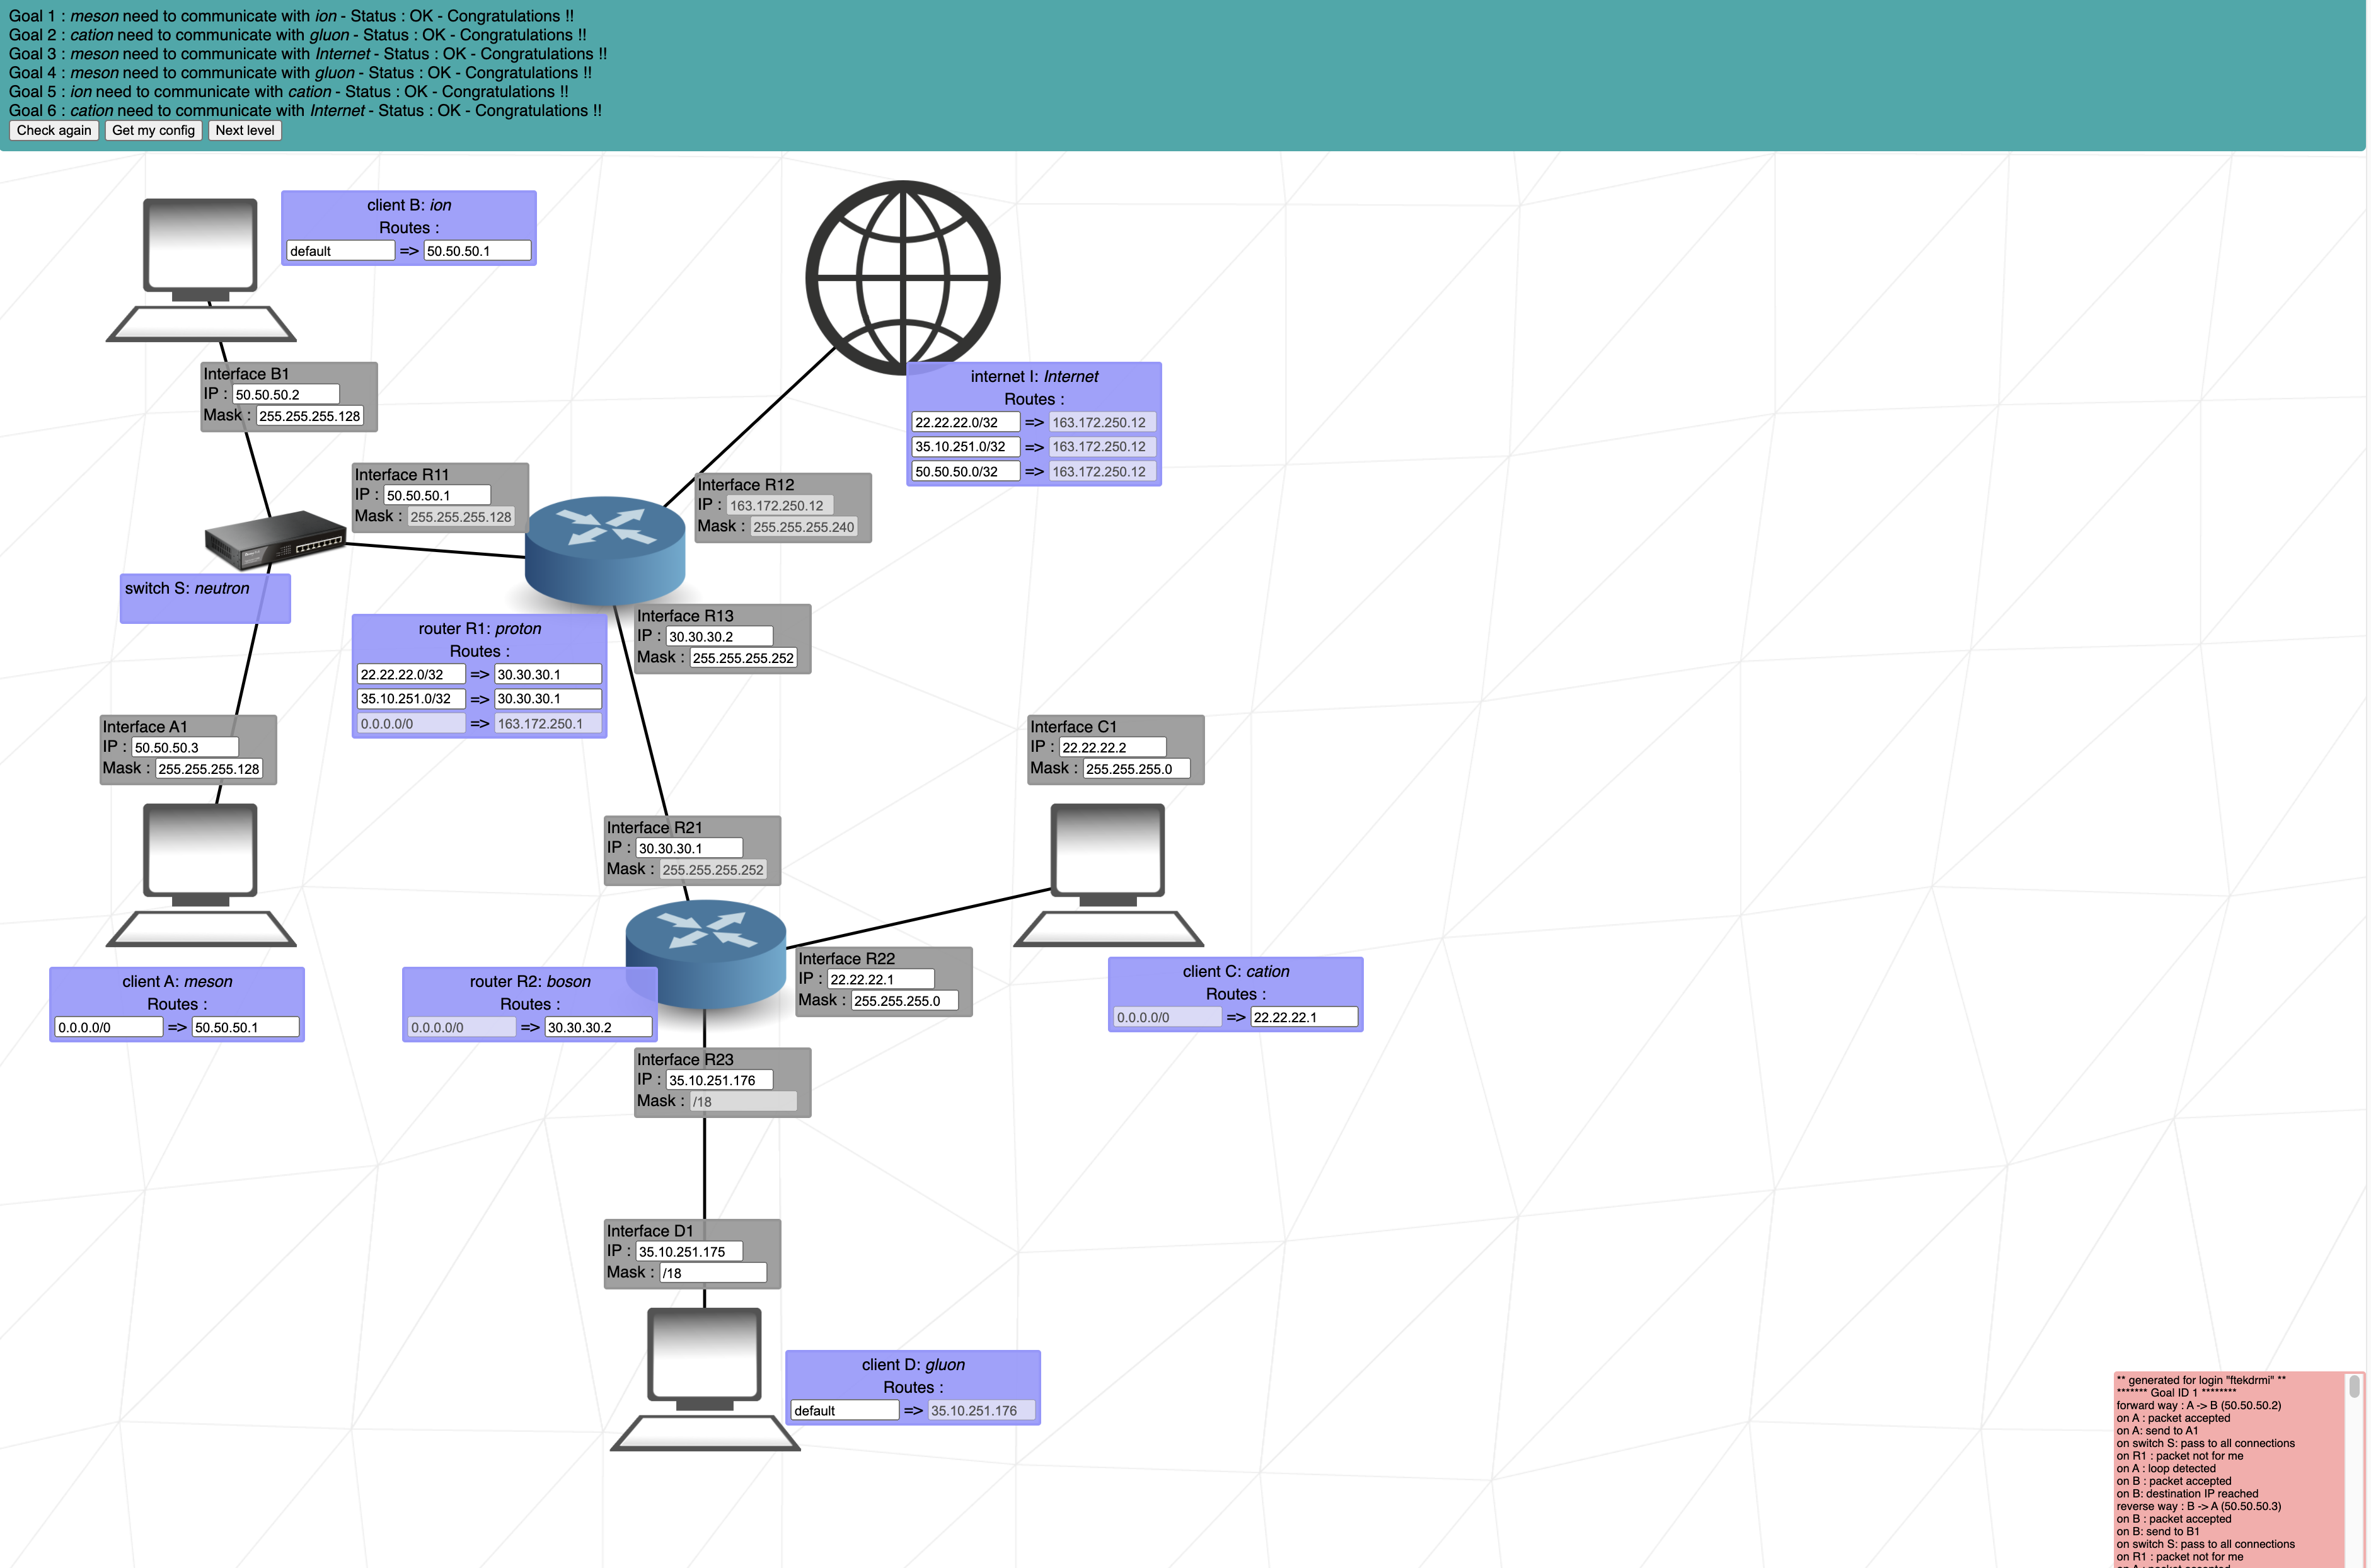 Goal 1 : meson need to communicate with ion - Status : OK - Congratulations !!
Goal 2 : cation need to communicate with gluon - Status : OK - Congratulations !!
Goal 3 : meson need to communicate with Internet - Status : OK - Congratulations !!
Goal 4 : meson need to communicate with gluon - Status : OK - Congratulations !!
Goal 5 : ion need to communicate with cation - Status : OK - Congratulations !!
Goal 6 : cation need to communicate with Internet - Status : OK - Congratulations !!
Check again Get my config Next level
client B: ion
Routes :
default => 50.50.50.1
Interface B1
IP : 50.50.50.2
Mask : 255.255.255.128
internet I: Internet
Routes :
22.22.22.0/32 => 163.172.250.12
35.10.251.0/32 => 163.172.250.12
50.50.50.0/32 => 163.172.250.12
Interface R11
IP : 50.50.50.1
Mask : 255.255.255.128
Interface R12
IP : 163.172.250.12
Mask : 255.255.255.240
switch S: neutron
Interface R13
IP : 30.30.30.2
Mask : 255.255.255.252
router R1: proton
Routes :
22.22.22.0/32 => 30.30.30.1
35.10.251.0/32 => 30.30.30.1
0.0.0.0/0 => 163.172.250.1
Interface A1
IP : 50.50.50.3
Mask : 255.255.255.128
Interface C1
IP : 22.22.22.2
Mask : 255.255.255.0
Interface R21
IP : 30.30.30.1
Mask : 255.255.255.252
client A: meson
Routes :
0.0.0.0/0 => 50.50.50.1
router R2: boson
Routes :
0.0.0.0/0 => 30.30.30.2
Interface R22
IP : 22.22.22.1
Mask : 255.255.255.0
client C: cation
Routes :
0.0.0.0/0 => 22.22.22.1
Interface R23
IP : 35.10.251.176
Mask : /18
Interface D1
IP : 35.10.251.175
Mask : /18
client D: gluon
Routes :
default => 35.10.251.176
** generated for login "ftekdrmi" **
******* Goal ID 1 ********
forward way : A -> B (50.50.50.2)
on A : packet accepted
on A: send to A1
on switch S: pass to all connections
on R1 : packet not for me
on A : loop detected
on B : packet accepted
on B: destination IP reached
reverse way : B -> A (50.50.50.3)
on B : packet accepted
on B: send to B1
on switch S: pass to all connections
on R1 : packet not for me